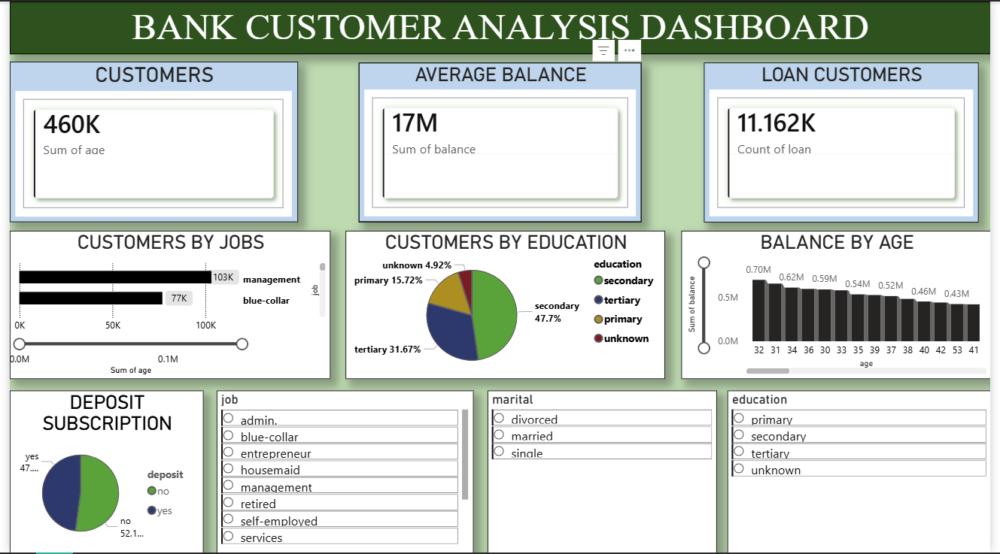 BANK CUSTOMER ANALYSIS DASHBOARD
CUSTOMERS
460K
Sum of age
AVERAGE BALANCE
17M
Sum of balance
LOAN CUSTOMERS
11.162K
Count of loan
CUSTOMERS BY JOBS
103K
management
77K
blue-collar
job
0K 50K 100K
0.0M 0.1M
Sum of age
CUSTOMERS BY EDUCATION
unknown 4.92%
primary 15.72%
tertiary 31.67%
secondary
47.7%
education
secondary
tertiary
primary
unknown
BALANCE BY AGE
Sum of balance
0.5M
0.0M
0.70M 0.62M 0.59M 0.54M 0.52M 0.46M 0.43M
32 31 34 36 30 33 35 39 37 38 40 42 53 41
age
DEPOSIT
SUBSCRIPTION
yes
47....
no
52.1...
deposit
no
yes
job
admin.
blue-collar
entrepreneur
housemaid
management
retired
self-employed
services
marital
divorced
married
single
education
primary
secondary
tertiary
unknown